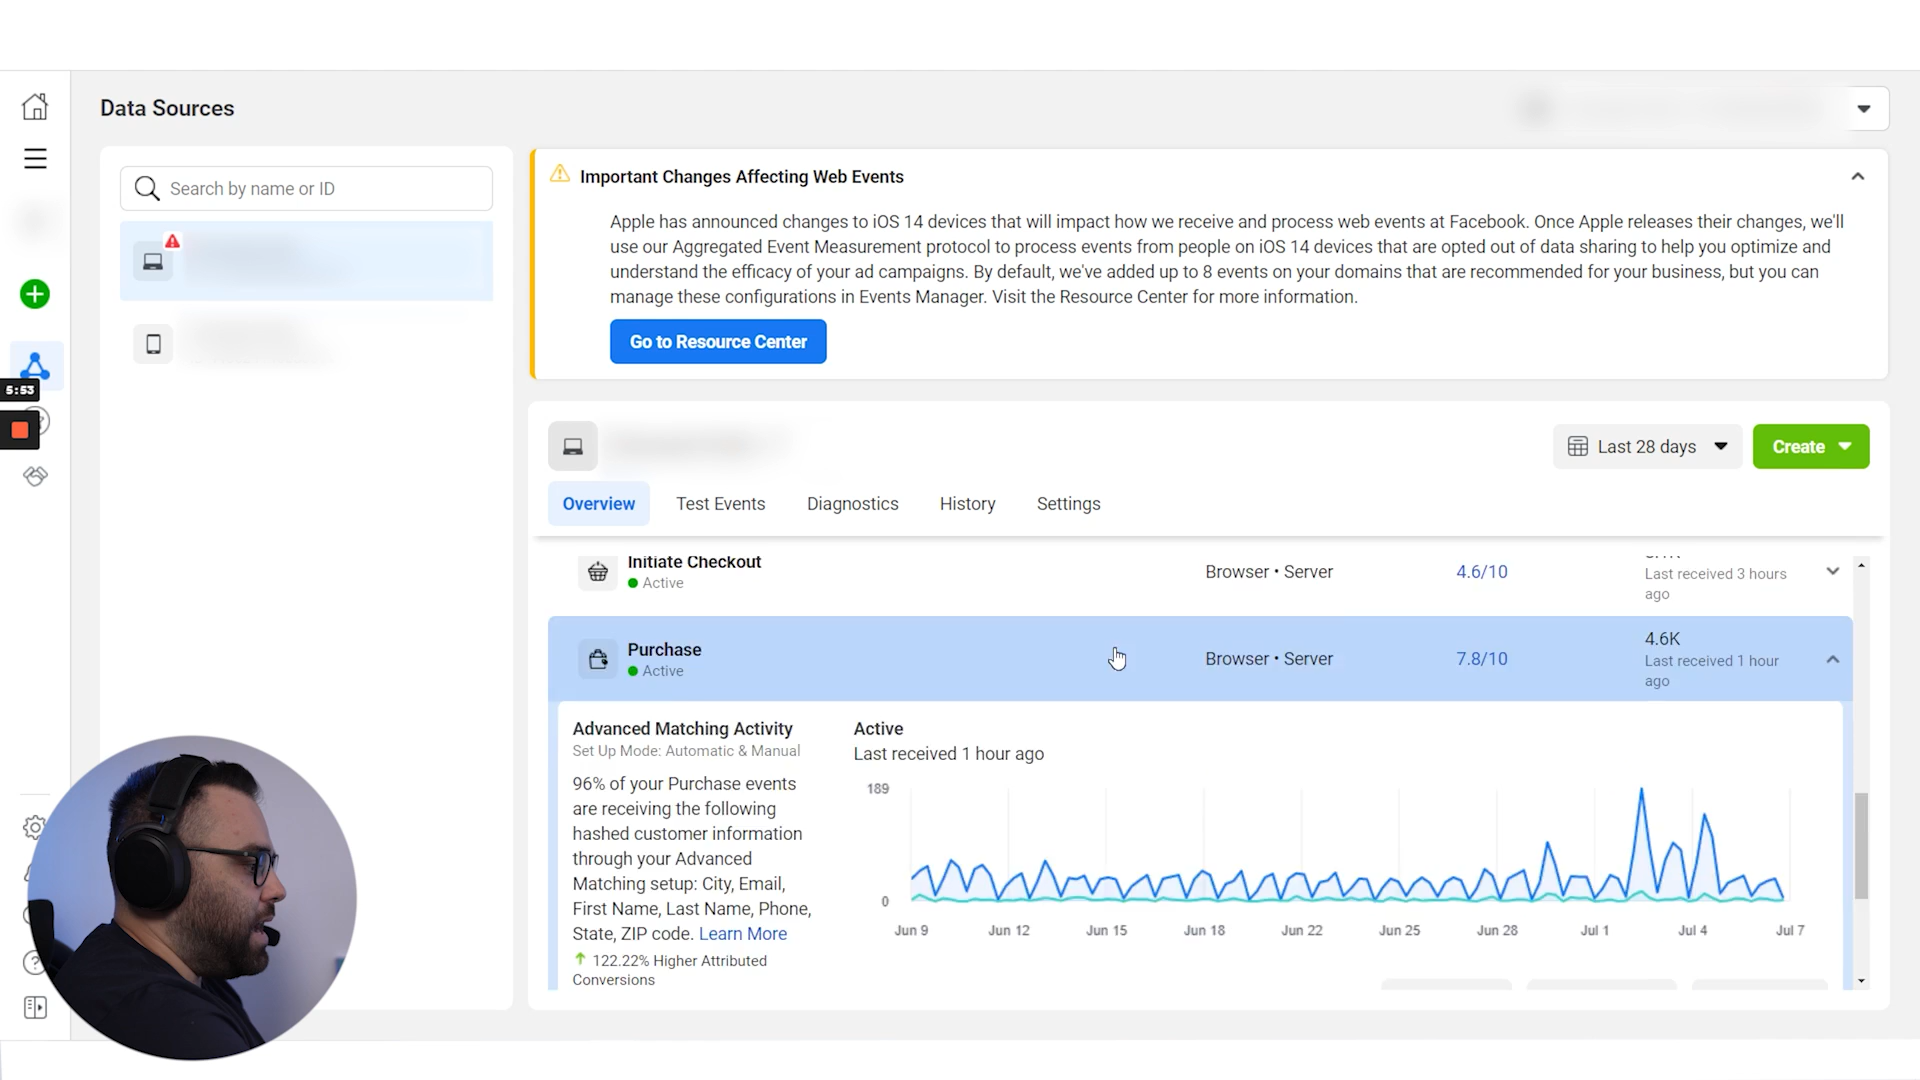 Data Sources
Search by name or ID
Important Changes Affecting Web Events
Apple has announced changes to iOS 14 devices that will impact how we receive and process web events at Facebook. Once Apple releases their changes, we'll
use our Aggregated Event Measurement protocol to process events from people on iOS 14 devices that are opted out of data sharing to help you optimize and
understand the efficacy of your ad campaigns. By default, we've added up to 8 events on your domains that are recommended for your business, but you can
manage these configurations in Events Manager. Visit the Resource Center for more information.
Go to Resource Center
5:53
Last 28 days
Create
Overview
Test Events
Diagnostics
History
Settings
Initiate Checkout
Active
Browser • Server
4.6/10
Last received 3 hours
ago
Purchase
Active
Browser • Server
7.8/10
4.6K
Last received 1 hour
ago
Advanced Matching Activity
Set Up Mode: Automatic & Manual
96% of your Purchase events
are receiving the following
hashed customer information
through your Advanced
Matching setup: City, Email,
First Name, Last Name, Phone,
State, ZIP code. Learn More
122.22% Higher Attributed
Conversions
Active
Last received 1 hour ago
189
0
Jun 9
Jun 12
Jun 15
Jun 18
Jun 22
Jun 25
Jun 28
Jul 1
Jul 4
Jul 7